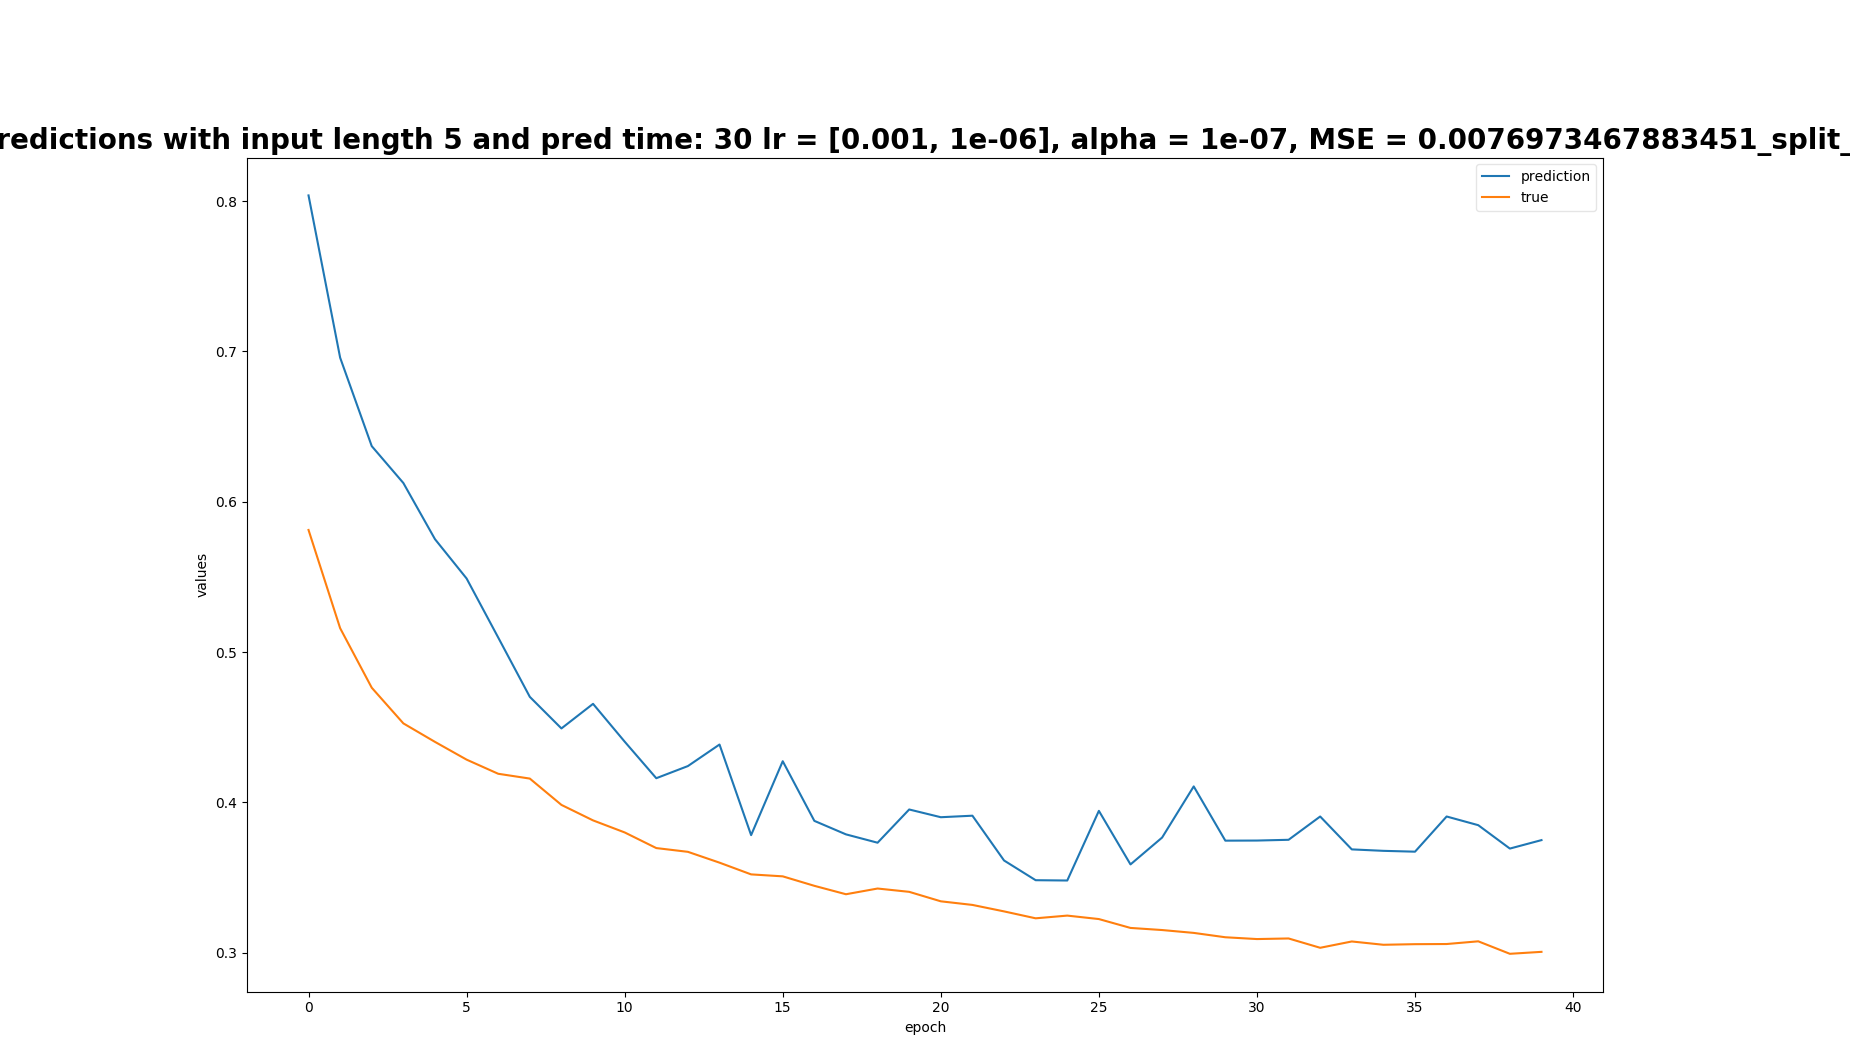 redictions with input length 5 and pred time: 30 lr = [0.001, 1e-06], alpha = 1e-07, MSE = 0.0076973467883451_split_
prediction
true
0.8
0.7
0.6
0.5
0.4
0.3
values
0 5 10 15 20 25 30 35 40
epoch